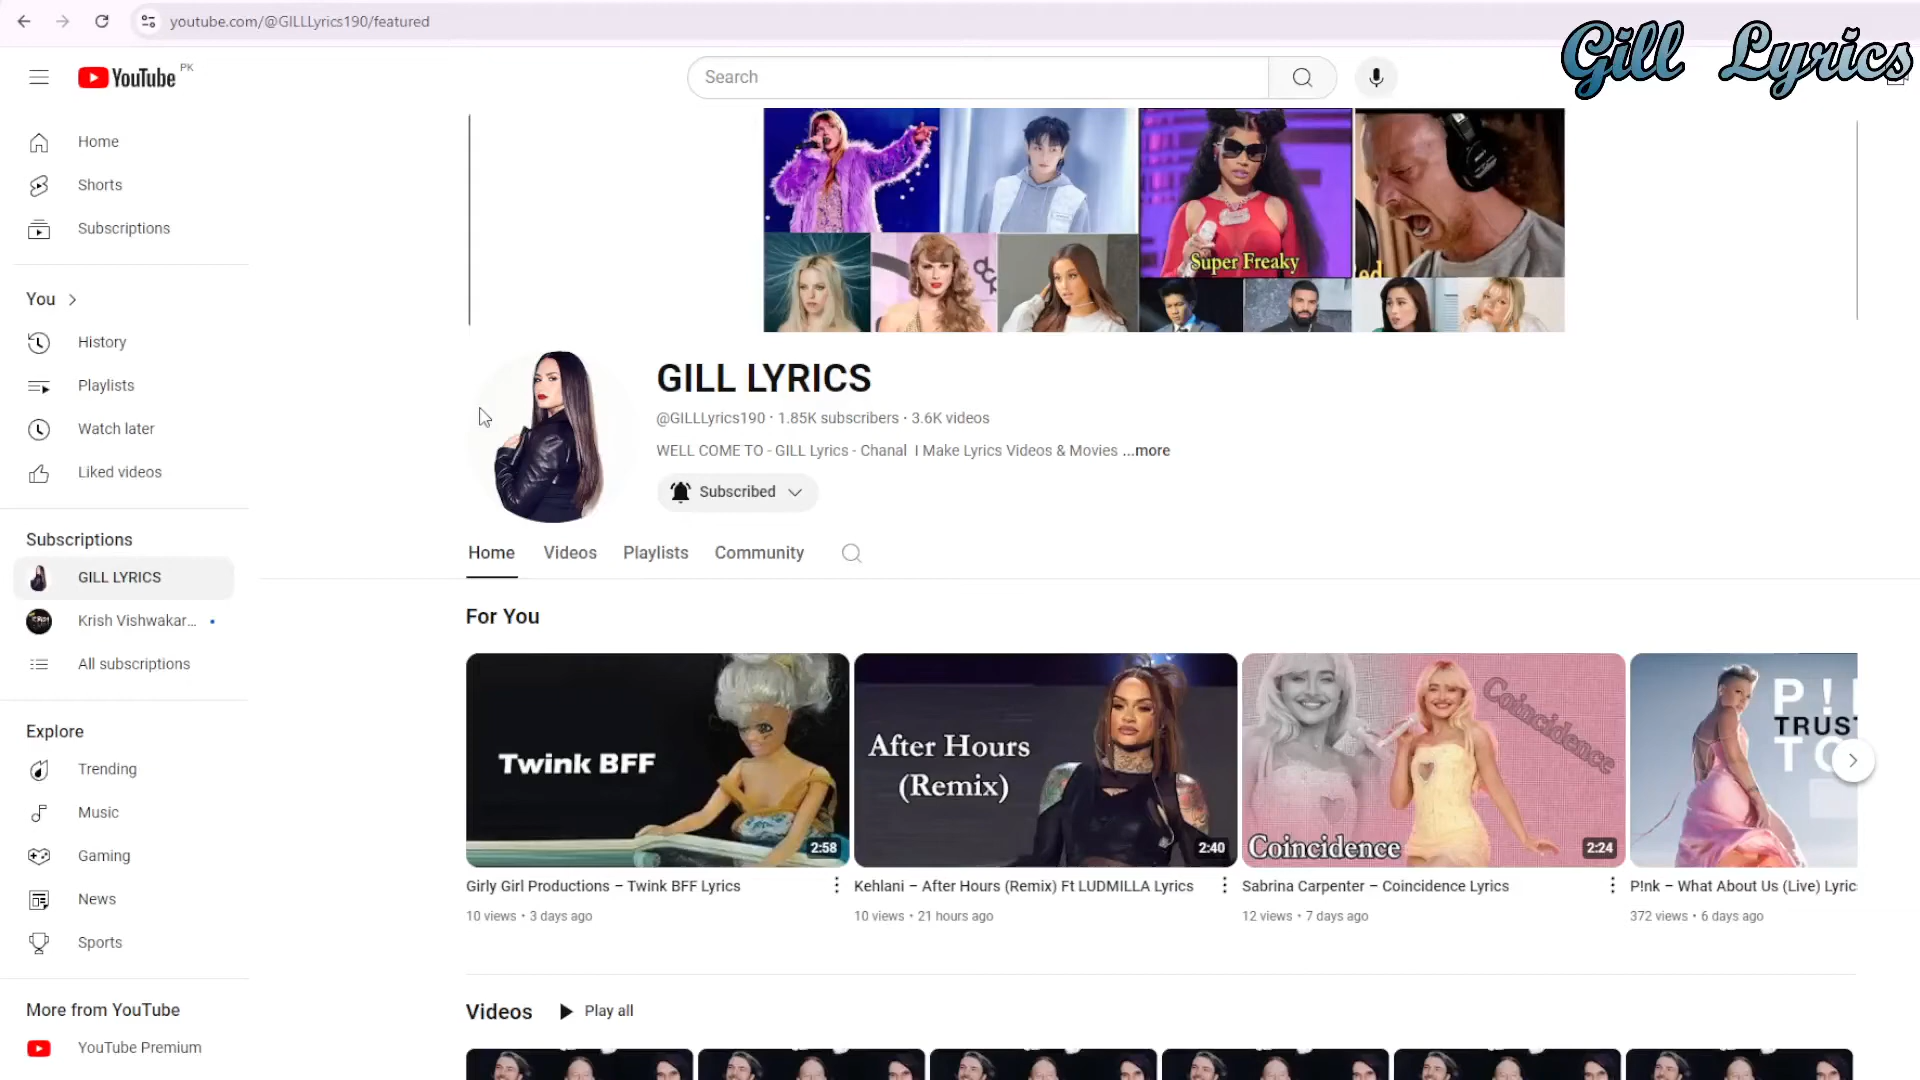 youtube.com/@GILLLyrics190/featured
Gill Lyrics
YouTube PK
Search
Home
Shorts
Subscriptions
You
History
Playlists
Watch later
Liked videos
Subscriptions
GILL LYRICS
Krish Vishwakar...
All subscriptions
Explore
Trending
Music
Gaming
News
Sports
More from YouTube
YouTube Premium
Super Freaky
GILL LYRICS
@GILLLyrics190 · 1.85K subscribers · 3.6K videos
WELL COME TO - GILL Lyrics - Chanal I Make Lyrics Videos & Movies ...more
Subscribed
Home Videos Playlists Community
For You
Twink BFF
2:58
Girly Girl Productions – Twink BFF Lyrics
10 views • 3 days ago
After Hours
(Remix)
2:40
Kehlani – After Hours (Remix) Ft LUDMILLA Lyrics
10 views • 21 hours ago
Coincidence
Coincidence
2:24
Sabrina Carpenter – Coincidence Lyrics
12 views • 7 days ago
P!
TRUST
TO
P!nk – What About Us (Live) Lyric
372 views • 6 days ago
Videos Play all